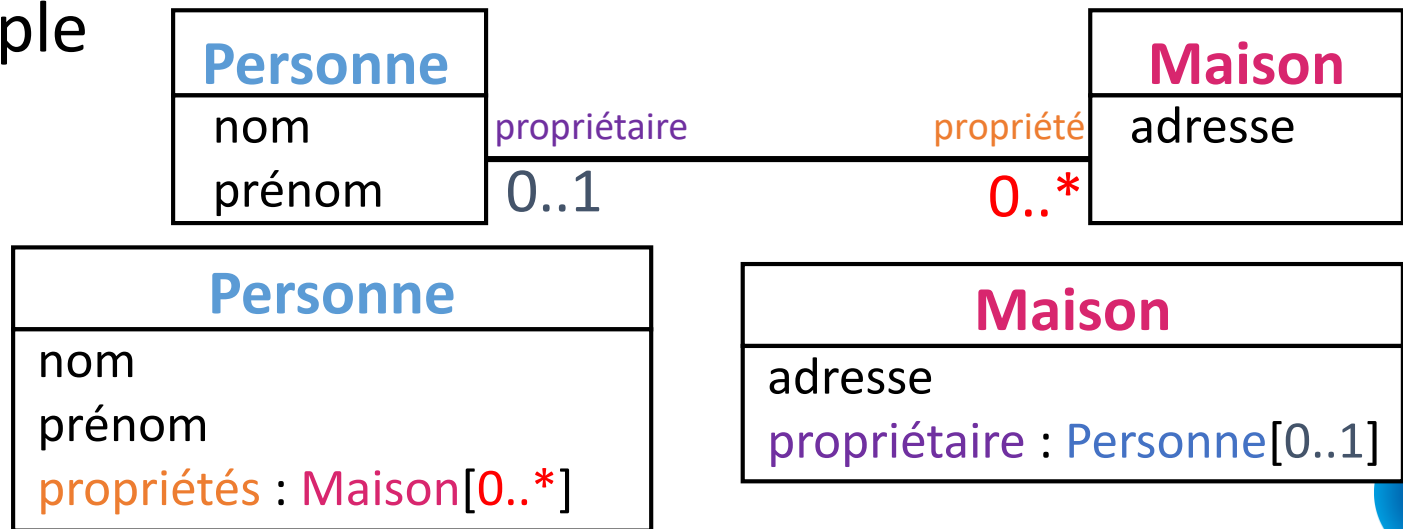 ple
Personne
nom
prénom
propriétaire
0..1
propriété
0..*
Maison
adresse
Personne
nom
prénom
propriétés : Maison[0..*]
Maison
adresse
propriétaire : Personne[0..1]